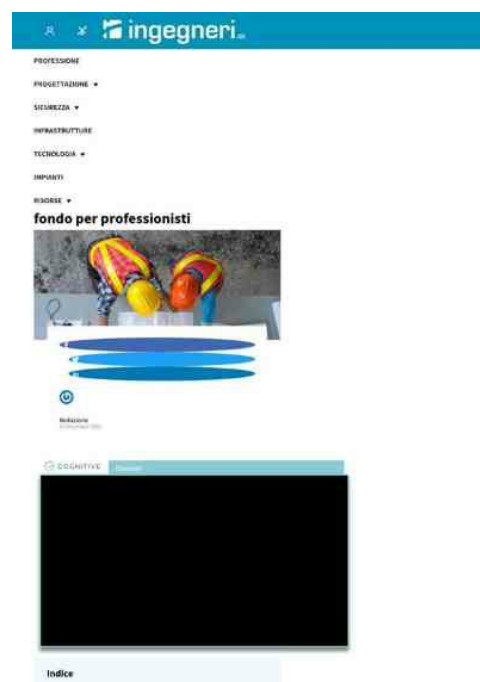 ingegneri
PROFESSIONE
PROGETTAZIONE
SICUREZZA
INFRASTRUTTURE
TECNOLOGIA
IMPIANTI
RISORSE
fondo per professionisti
Redazione
COGNITIVE
Indice